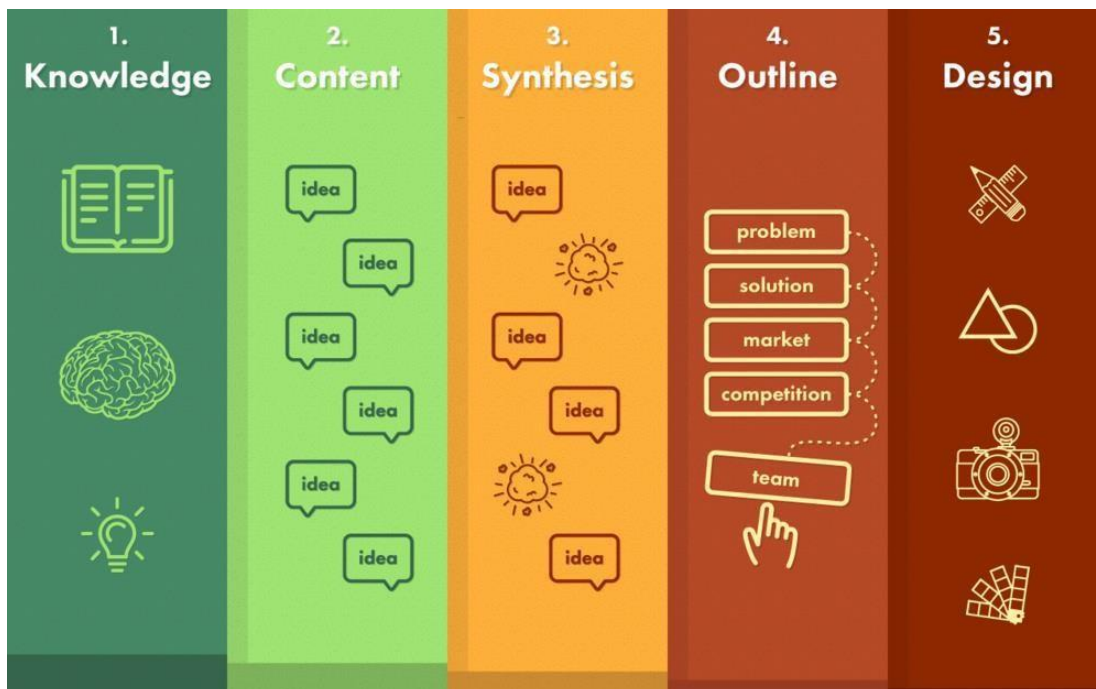 1.
Knowledge
2.
Content
idea
idea
idea
idea
idea
idea
3.
Synthesis
idea
idea
idea
idea
4.
Outline
problem
solution
market
competition
team
5.
Design